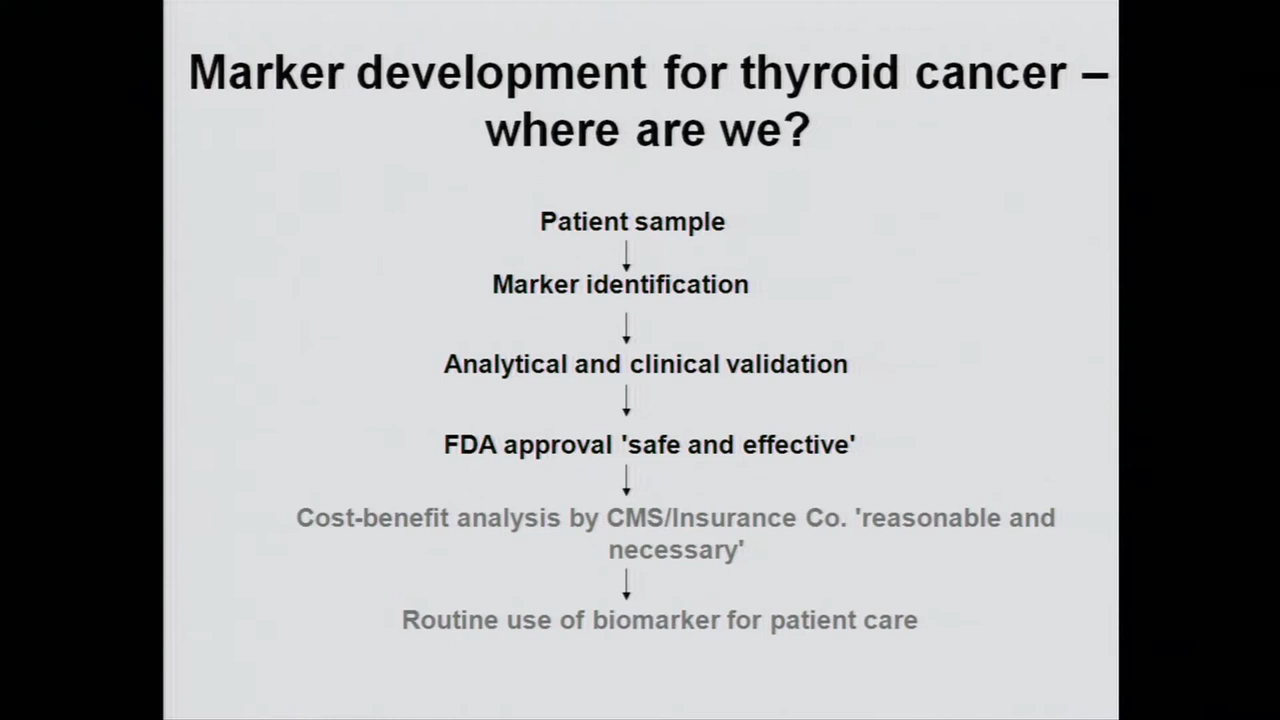 Marker development for thyroid cancer –
where are we?
Patient sample
Marker identification
Analytical and clinical validation
FDA approval 'safe and effective'
Cost-benefit analysis by CMS/Insurance Co. 'reasonable and
necessary'
Routine use of biomarker for patient care